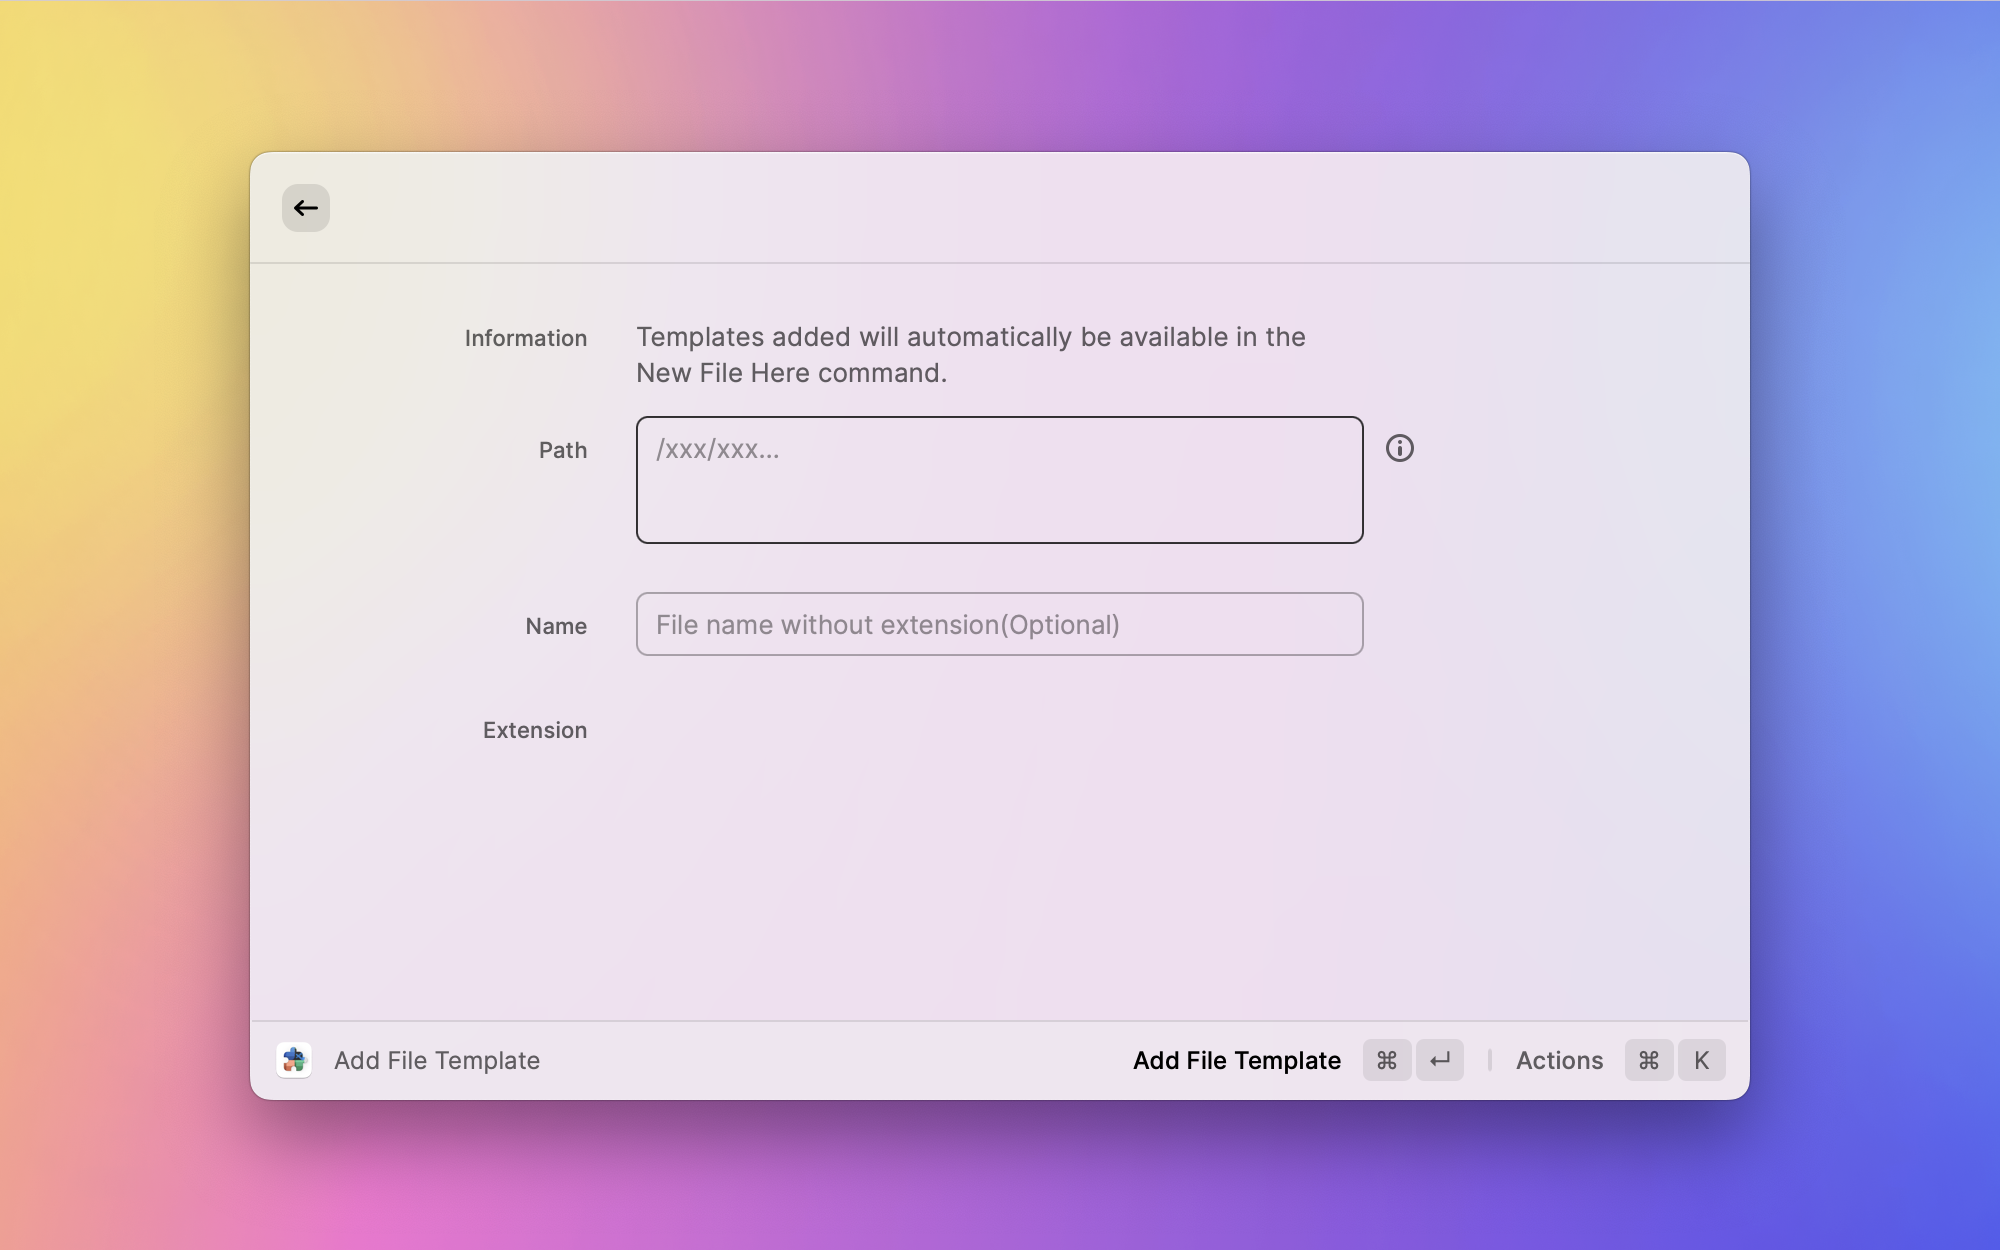 Information
Templates added will automatically be available in the
New File Here command.
Path
/xxx/xxx...
Name
File name without extension(Optional)
Extension
Add File Template
Add File Template ⌘ ↵ | Actions ⌘ K